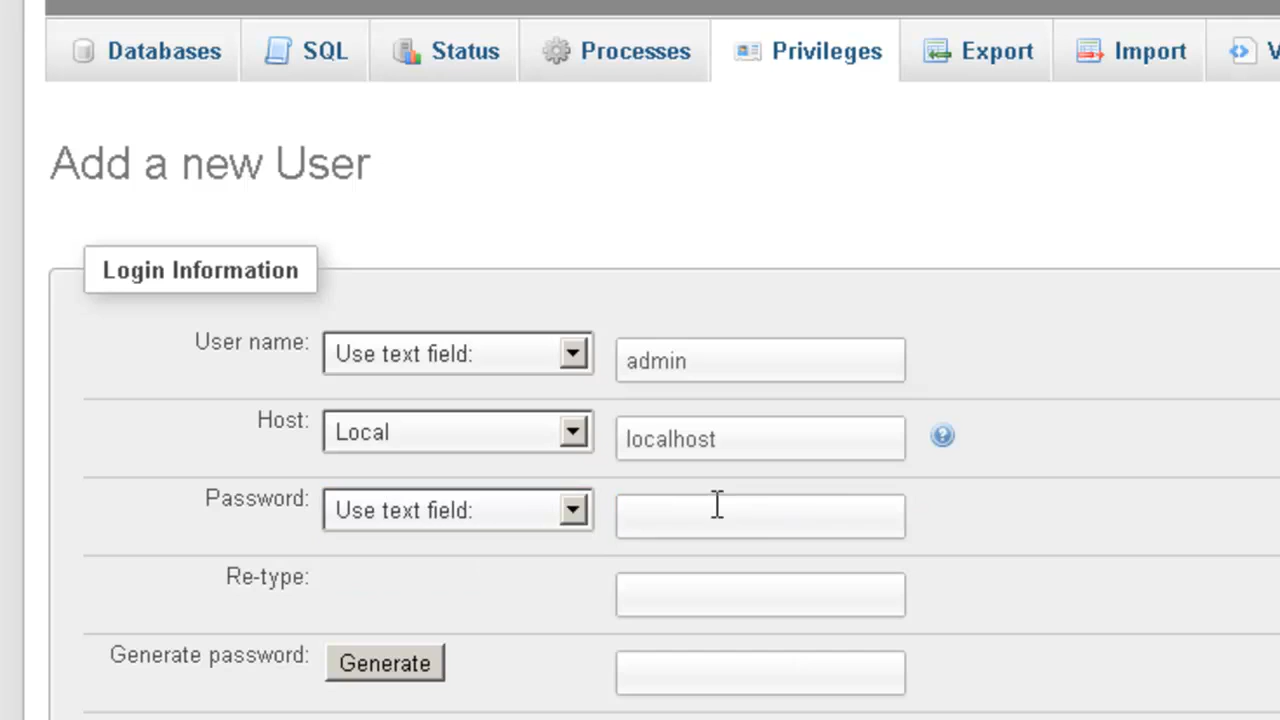 Databases SQL Status Processes Privileges Export Import V
Add a new User
Login Information
User name: Use text field: admin
Host: Local localhost
Password: Use text field:
Re-type:
Generate password: Generate